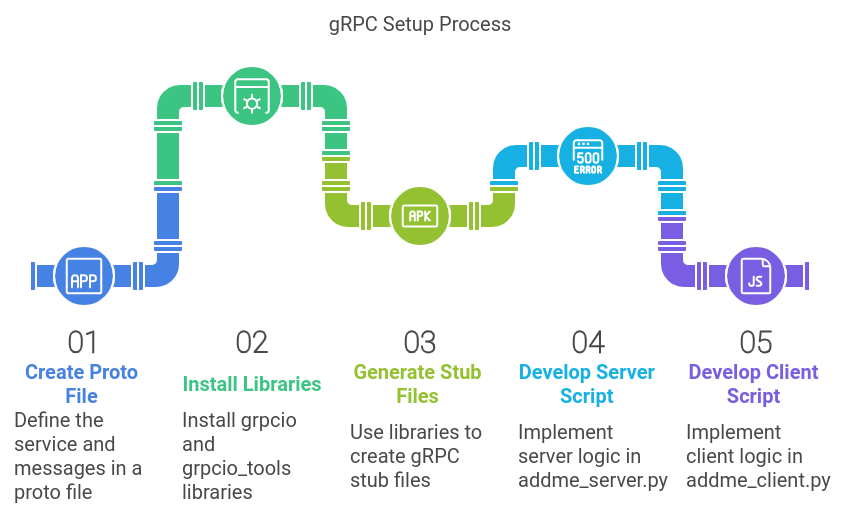 gRPC Setup Process
APP
APK
500
ERROR
JS
01
Create Proto
File
Define the
service and
messages in a
proto file
02
Install Libraries
Install grpcio
and
grpcio_tools
libraries
03
Generate Stub
Files
Use libraries to
create gRPC
stub files
04
Develop Server
Script
Implement
server logic in
addme_server.py
05
Develop Client
Script
Implement
client logic in
addme_client.py